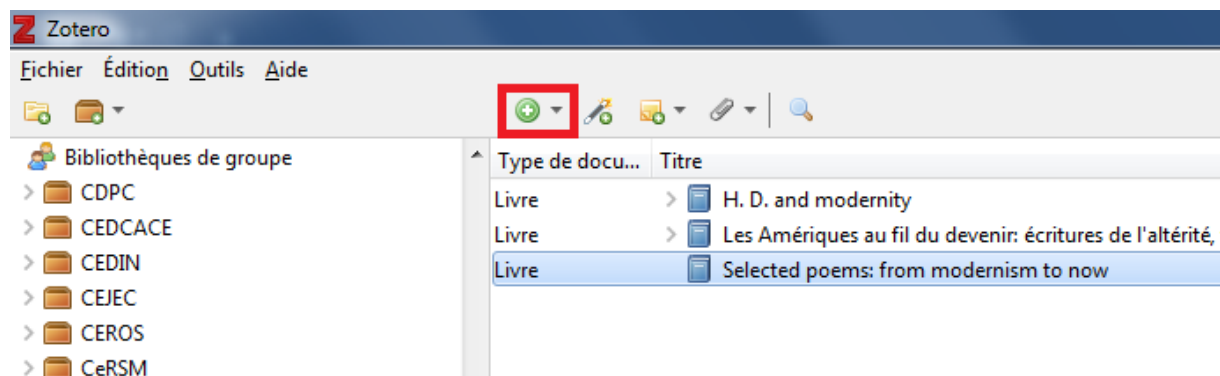 Zotero
Fichier Édition Outils Aide
Bibliothèques de groupe
CDPC
CEDCACE
CEDIN
CEJEC
CEROS
CeRSM
Type de docu... Titre
Livre H. D. and modernity
Livre Les Amériques au fil du devenir: écritures de l'altérité,
Livre Selected poems: from modernism to now